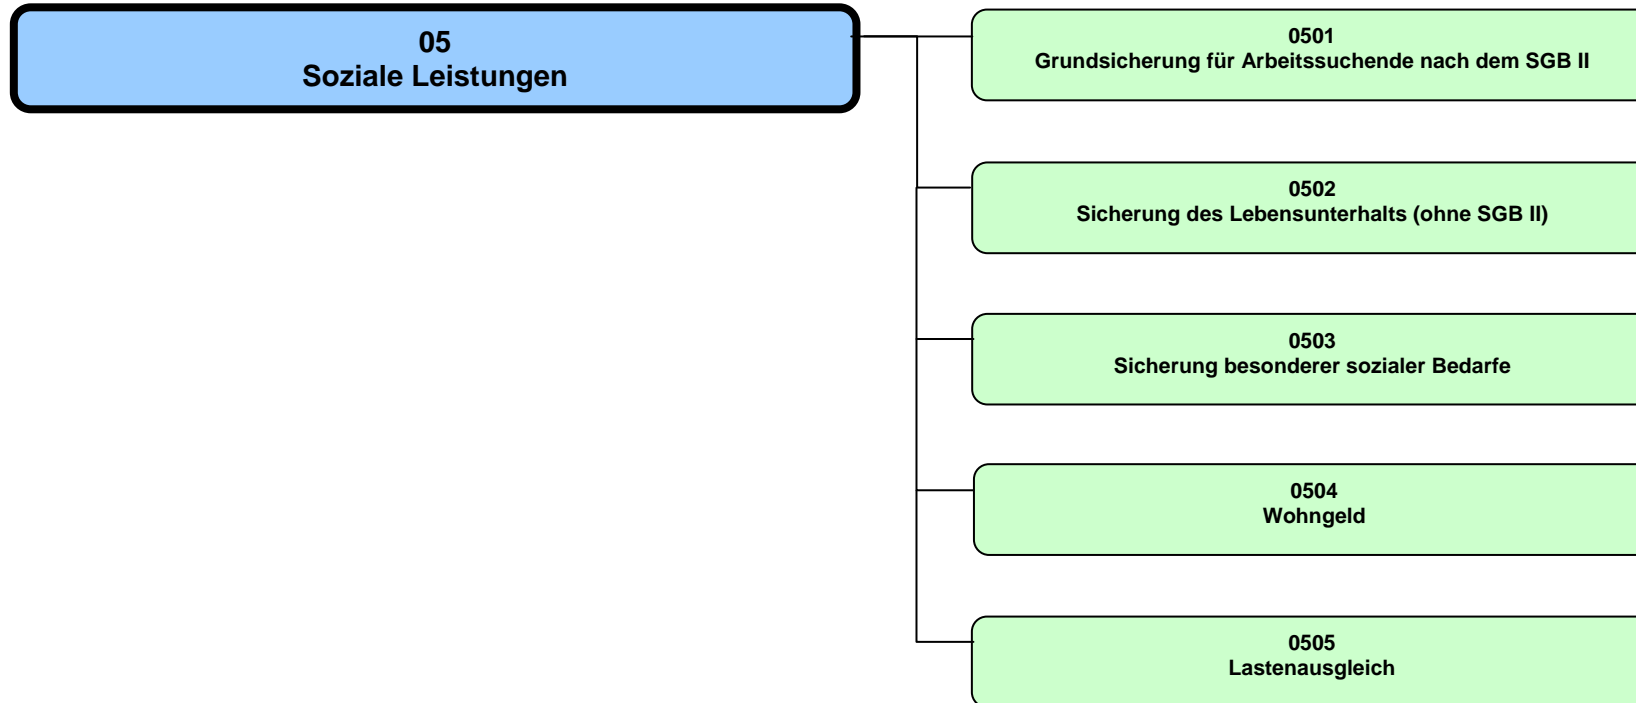 05
Soziale Leistungen
0501
Grundsicherung für Arbeitssuchende nach dem SGB II
0502
Sicherung des Lebensunterhalts (ohne SGB II)
0503
Sicherung besonderer sozialer Bedarfe
0504
Wohngeld
0505
Lastenausgleich